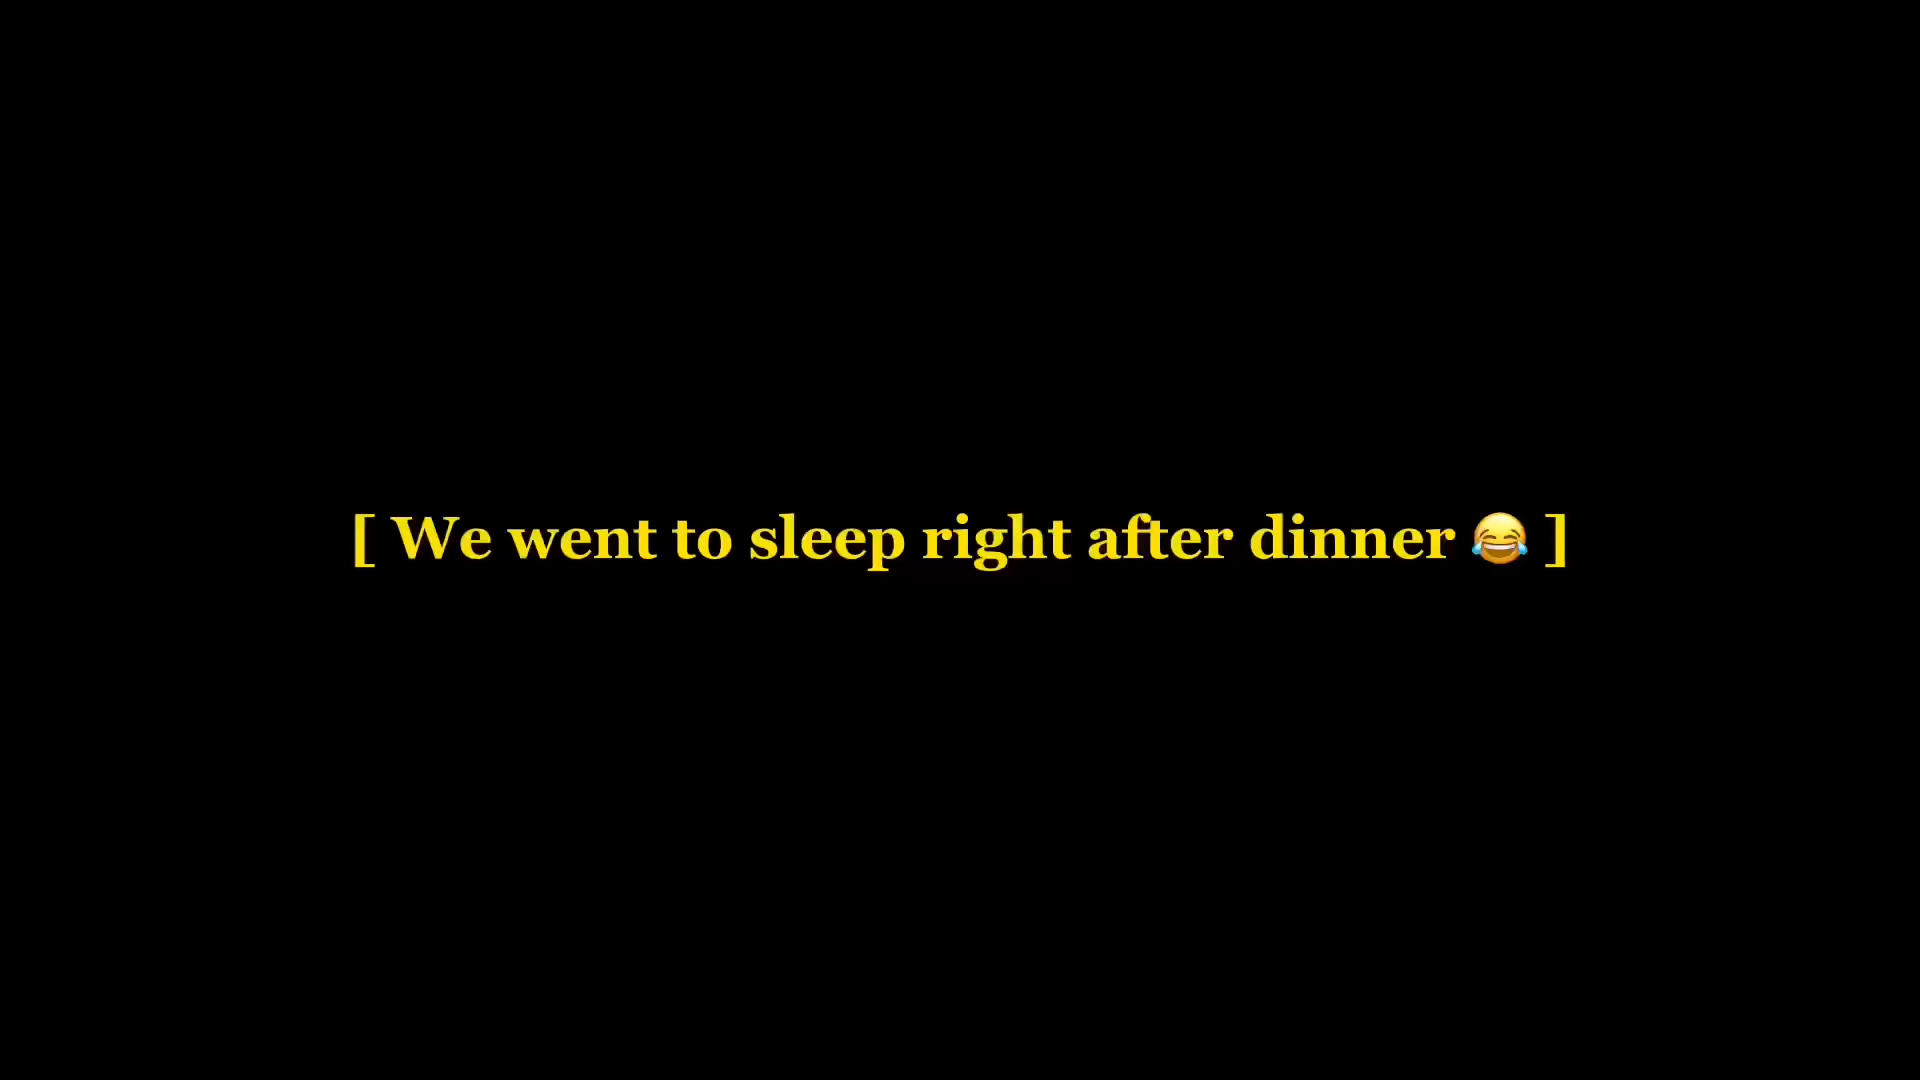 [ We went to sleep right after dinner 😂 ]